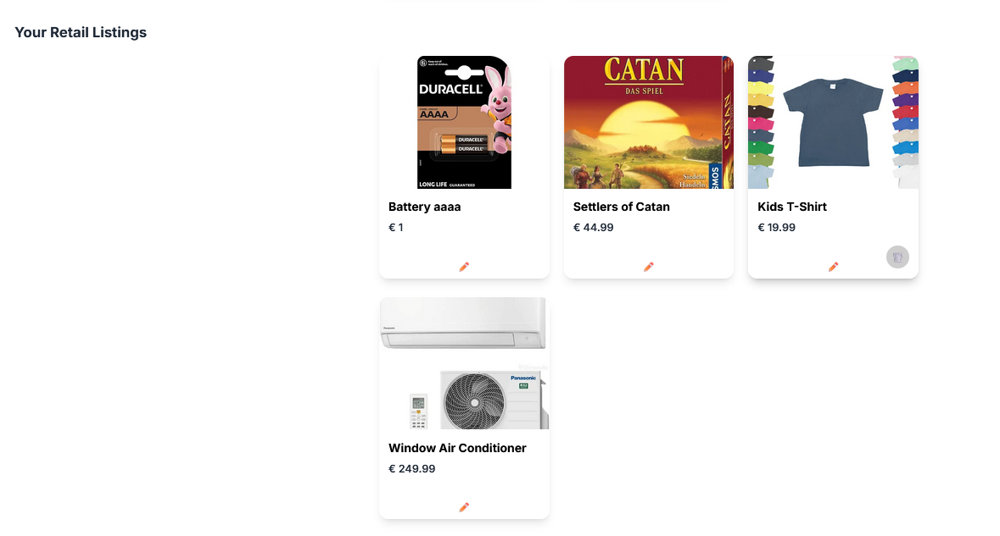 Your Retail Listings
DURACELL
AAAA
DURACELL
DURACELL
LONG LIFE GUARANTEED
Battery aaaa
€ 1
CATAN
DAS SPIEL
CATAN
Siedeln
Handeln
SMOS
Settlers of Catan
€ 44.99
Kids T-Shirt
€ 19.99
Panasonic
Panasonic
Window Air Conditioner
€ 249.99